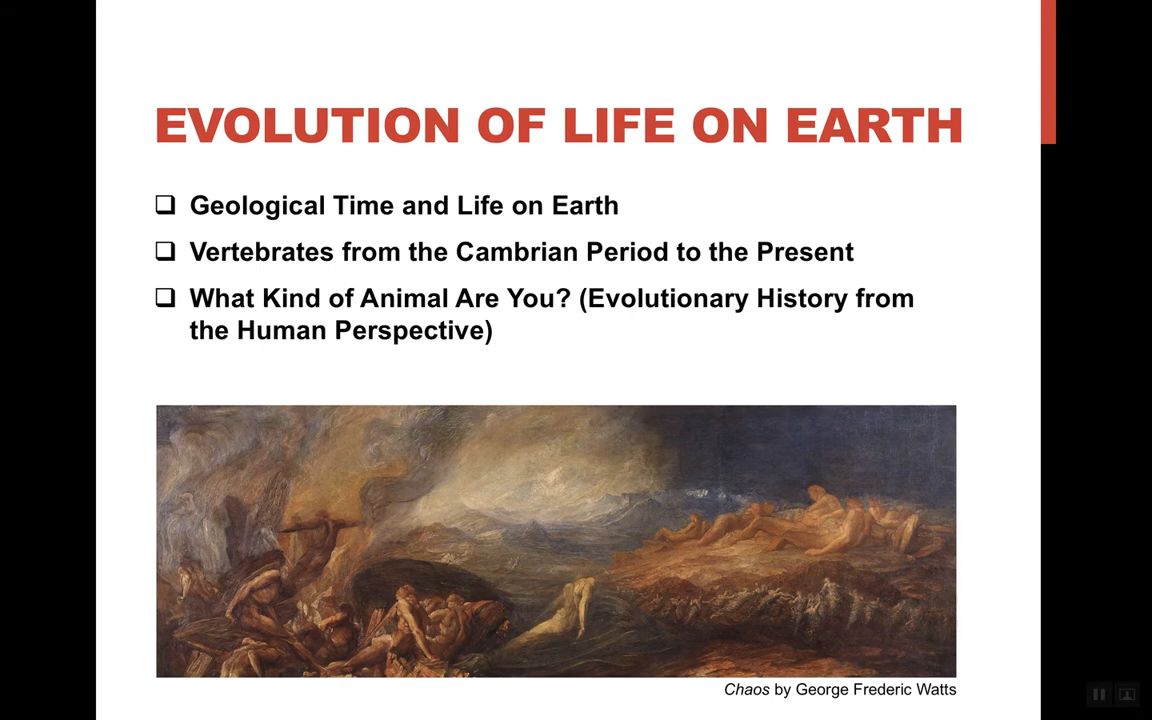 EVOLUTION OF LIFE ON EARTH
❑ Geological Time and Life on Earth
❑ Vertebrates from the Cambrian Period to the Present
❑ What Kind of Animal Are You? (Evolutionary History from
the Human Perspective)
Chaos by George Frederic Watts